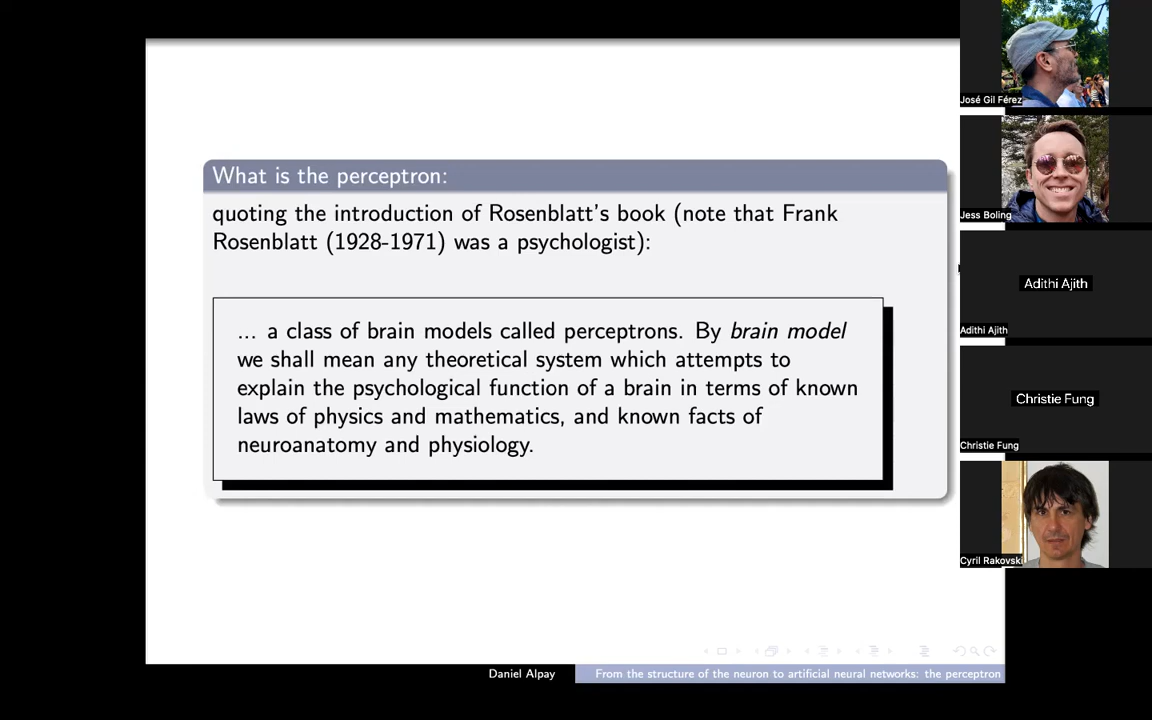 What is the perceptron:
quoting the introduction of Rosenblatt's book (note that Frank
Rosenblatt (1928-1971) was a psychologist):
... a class of brain models called perceptrons. By brain model
we shall mean any theoretical system which attempts to
explain the psychological function of a brain in terms of known
laws of physics and mathematics, and known facts of
neuroanatomy and physiology.
Daniel Alpay
From the structure of the neuron to artificial neural networks: the perceptron
José Gil Férez
Jess Boling
Adithi Ajith
Adithi Ajith
Christie Fung
Christie Fung
Cyril Rakovski